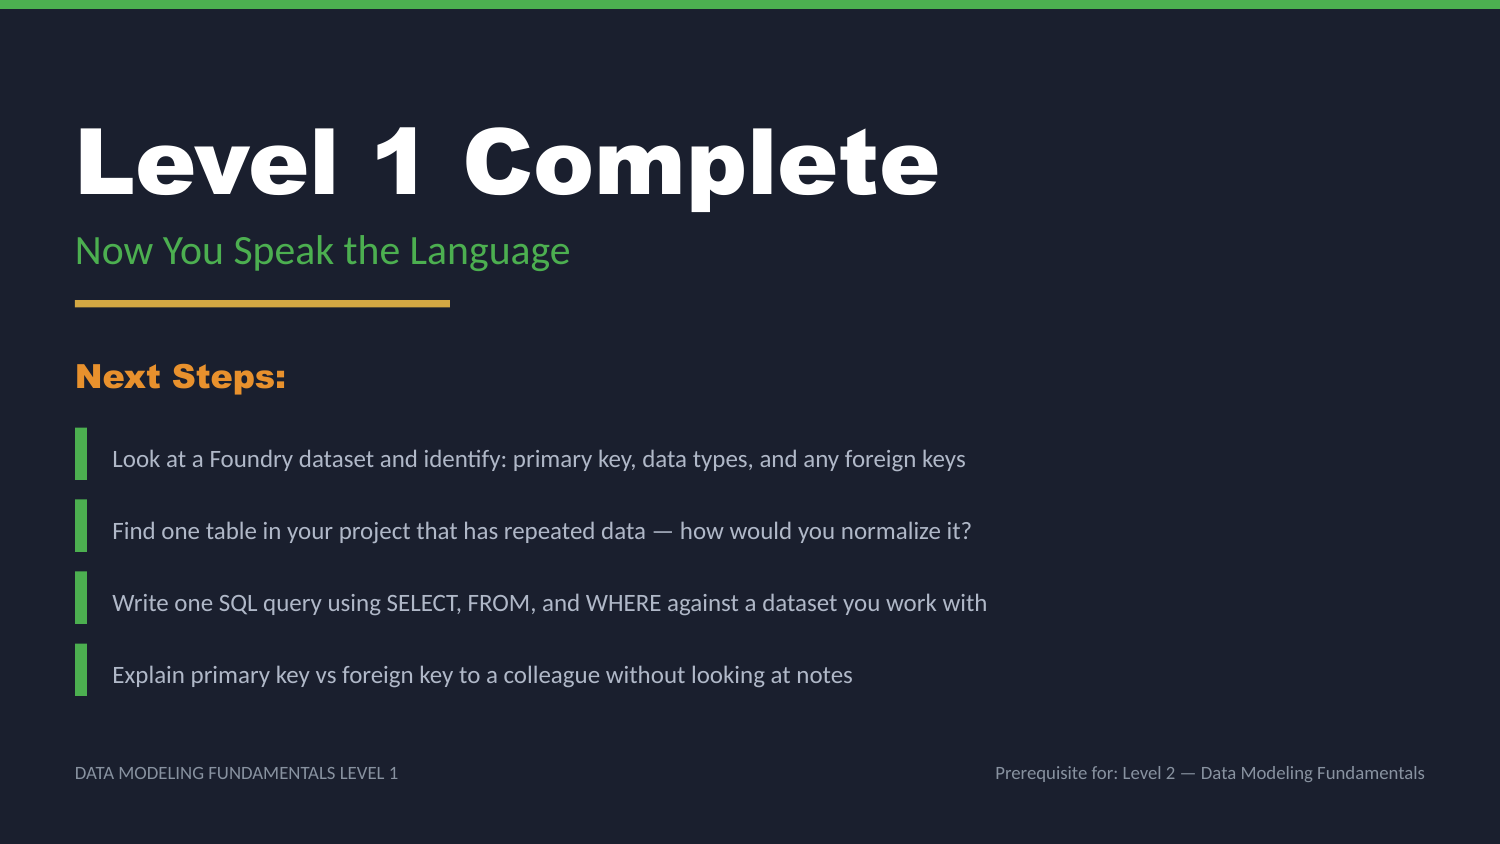 Level 1 Complete
Now You Speak the Language
Next Steps:
Look at a Foundry dataset and identify: primary key, data types, and any foreign keys
Find one table in your project that has repeated data — how would you normalize it?
Write one SQL query using SELECT, FROM, and WHERE against a dataset you work with
Explain primary key vs foreign key to a colleague without looking at notes
DATA MODELING FUNDAMENTALS LEVEL 1
Prerequisite for: Level 2 — Data Modeling Fundamentals